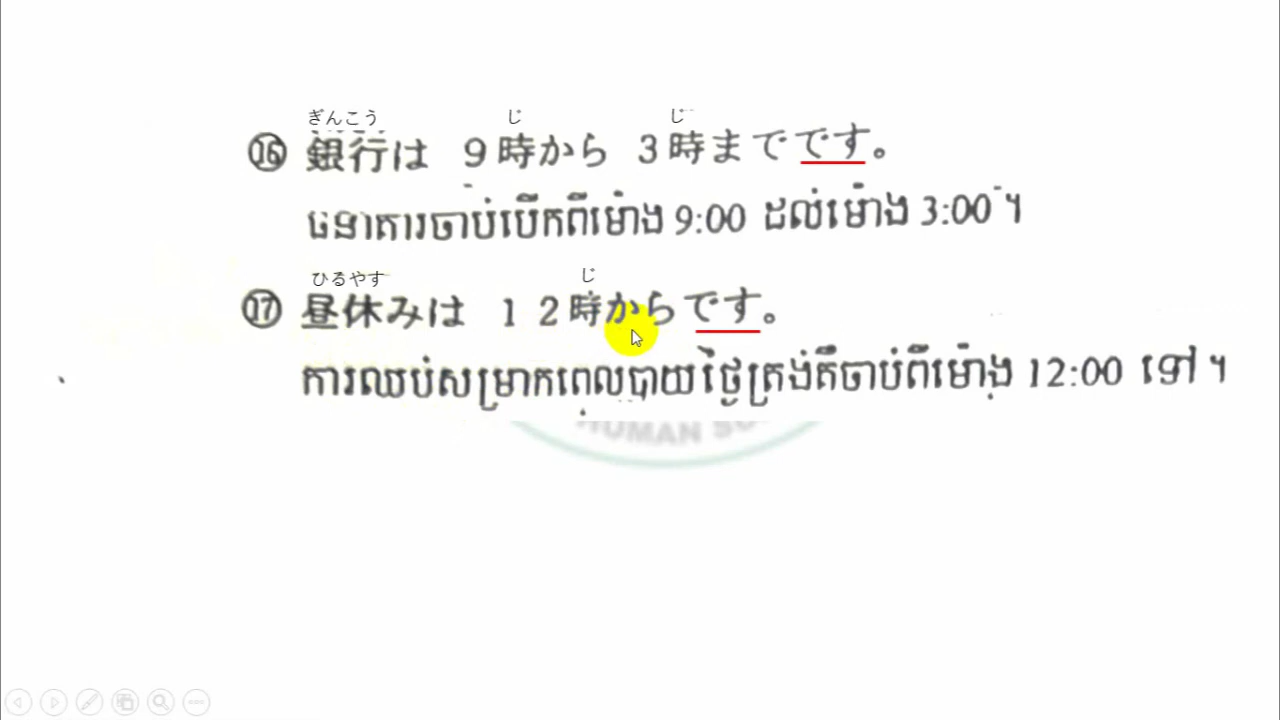 ぎんこう じ じ
⑯ 銀行は 9時から 3時までです。
ធនាគារចាប់បើកពីម៉ោង 9:00 ដល់ម៉ោង 3:00 ។
ひるやす じ
⑰ 昼休みは 12時からです。
ការឈប់សម្រាកពេលបាយថ្ងៃត្រង់គឺចាប់ពីម៉ោង 12:00 ទៅ ។
HUMAN